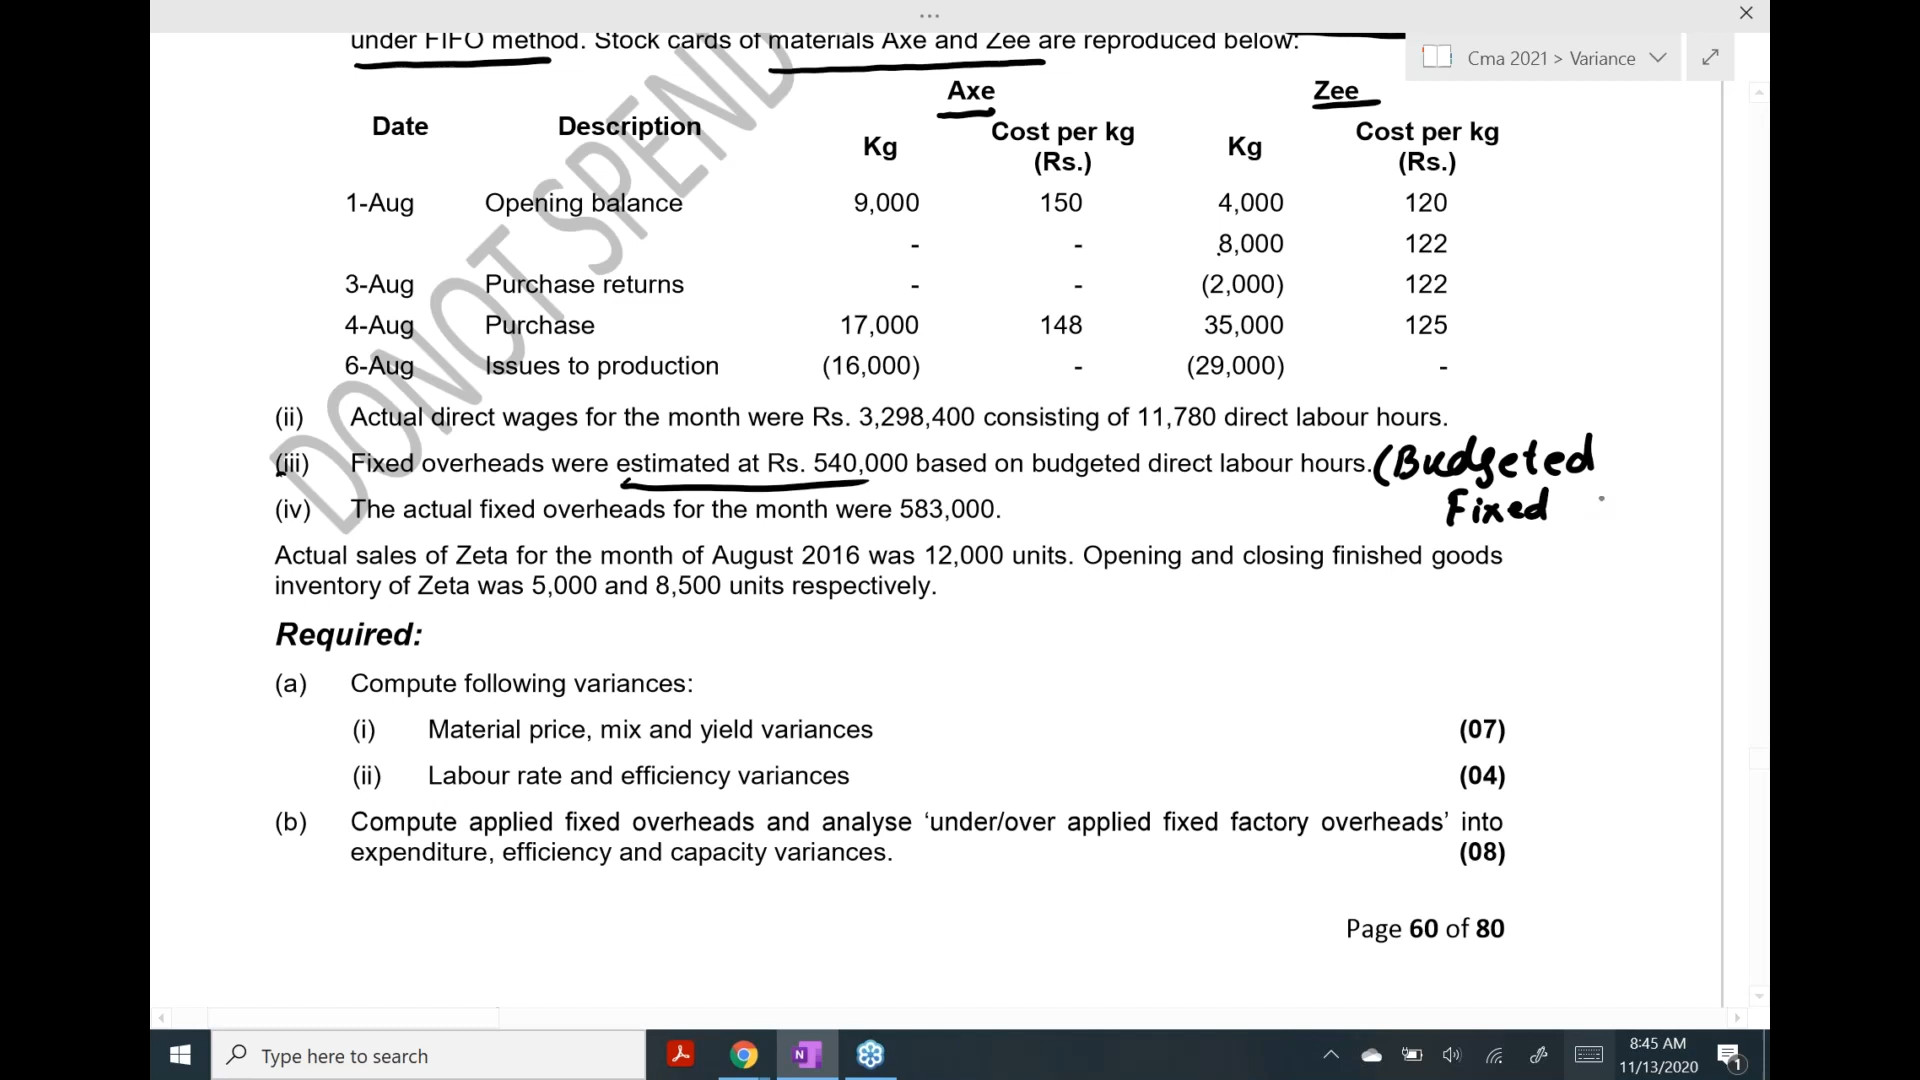 under FIFO method. Stock cards of materials Axe and Zee are reproduced below:
Cma 2021 > Variance
Axe Zee
Date Description Kg Cost per kg (Rs.) Kg Cost per kg (Rs.)
1-Aug Opening balance 9,000 150 4,000 120
- - 8,000 122
3-Aug Purchase returns - - (2,000) 122
4-Aug Purchase 17,000 148 35,000 125
6-Aug Issues to production (16,000) - (29,000) -
(ii) Actual direct wages for the month were Rs. 3,298,400 consisting of 11,780 direct labour hours.
(iii) Fixed overheads were estimated at Rs. 540,000 based on budgeted direct labour hours. (Budgeted
Fixed
(iv) The actual fixed overheads for the month were 583,000.
Actual sales of Zeta for the month of August 2016 was 12,000 units. Opening and closing finished goods
inventory of Zeta was 5,000 and 8,500 units respectively.
Required:
(a) Compute following variances:
(i) Material price, mix and yield variances (07)
(ii) Labour rate and efficiency variances (04)
(b) Compute applied fixed overheads and analyse ‘under/over applied fixed factory overheads’ into
expenditure, efficiency and capacity variances. (08)
Page 60 of 80
DONOT SPEND
Type here to search
8:45 AM
11/13/2020
1